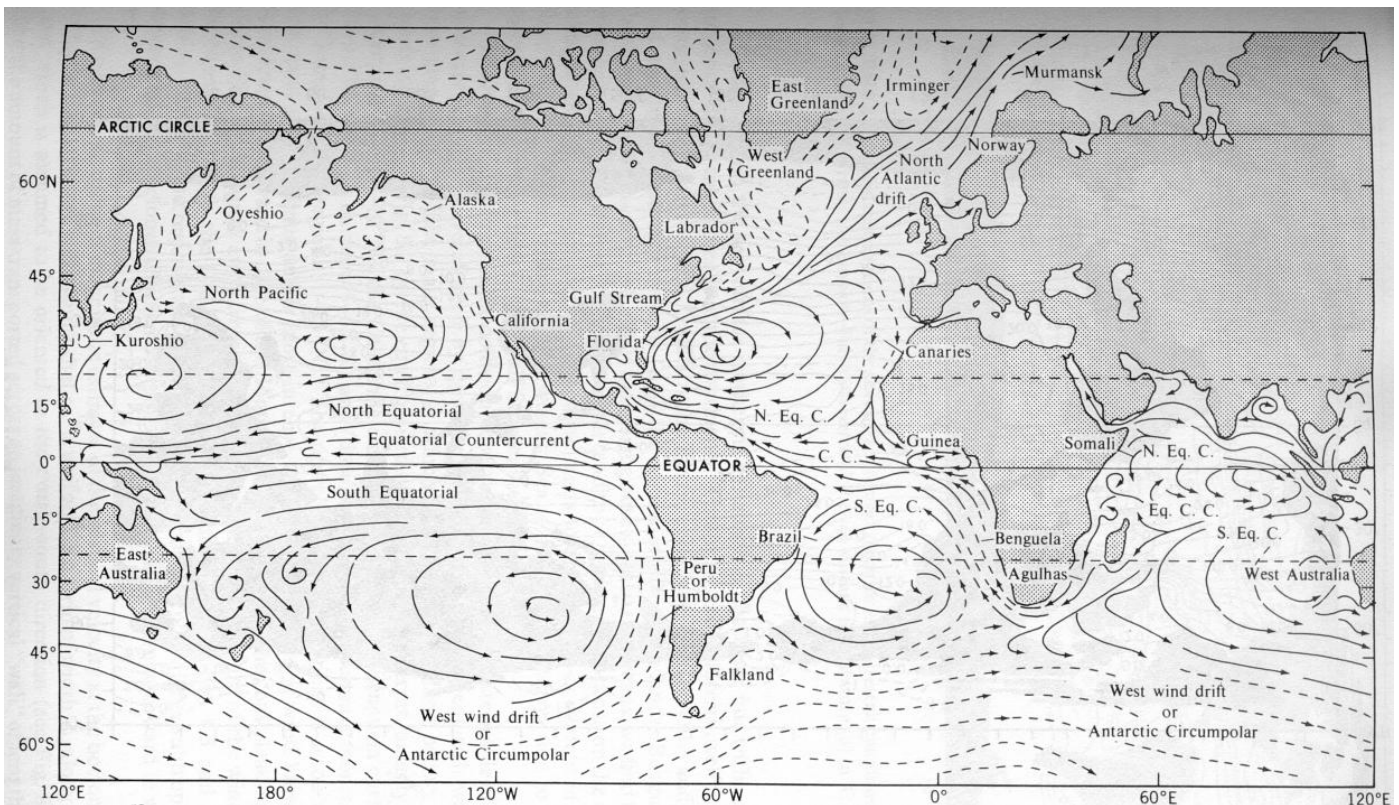 ARCTIC CIRCLE
East
Greenland
Irminger
Murmansk
West
Greenland
North
Atlantic
drift
Norway
60°N
Oyeshio
Alaska
Labrador
45°
North Pacific
Gulf Stream
California
Kuroshio
Florida
Canaries
15°
North Equatorial
N. Eq. C.
Equatorial Countercurrent
Guinea
Somali
N. Eq. C.
C. C.
0°
EQUATOR
South Equatorial
S. Eq. C.
Eq. C. C.
15°
Brazil
Benguela
S. Eq. C.
East
Australia
Peru
or
Humboldt
Agulhas
West Australia
30°
45°
Falkland
West wind drift
or
Antarctic Circumpolar
West wind drift
or
Antarctic Circumpolar
60°S
120°E
180°
120°W
60°W
0°
60°E
120°E